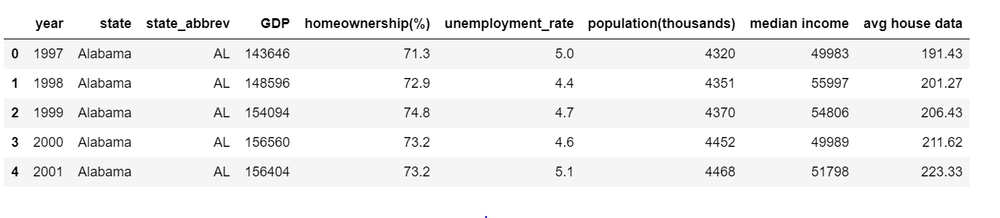 year state state_abbrev GDP homeownership(%) unemployment_rate population(thousands) median income avg house data
0 1997 Alabama AL 143646 71.3 5.0 4320 49983 191.43
1 1998 Alabama AL 148596 72.9 4.4 4351 55997 201.27
2 1999 Alabama AL 154094 74.8 4.7 4370 54806 206.43
3 2000 Alabama AL 156560 73.2 4.6 4452 49989 211.62
4 2001 Alabama AL 156404 73.2 5.1 4468 51798 223.33